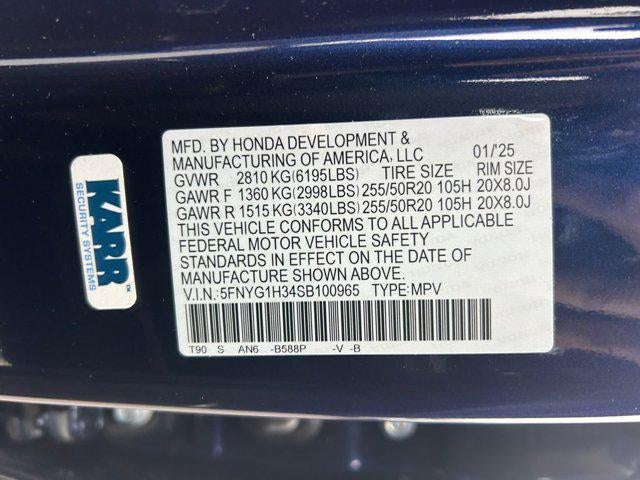 MFD. BY HONDA DEVELOPMENT &
MANUFACTURING OF AMERICA, LLC 01/'25
GVWR 2810 KG(6195LBS) TIRE SIZE RIM SIZE
GAWR F 1360 KG(2998LBS) 255/50R20 105H 20X8.0J
GAWR R 1515 KG(3340LBS) 255/50R20 105H 20X8.0J
THIS VEHICLE CONFORMS TO ALL APPLICABLE
FEDERAL MOTOR VEHICLE SAFETY
STANDARDS IN EFFECT ON THE DATE OF
MANUFACTURE SHOWN ABOVE.
V.I.N.:5FNYG1H34SB100965 TYPE:MPV
T90 S AN6 -B588P -V -B
KARR™
SECURITY SYSTEMS